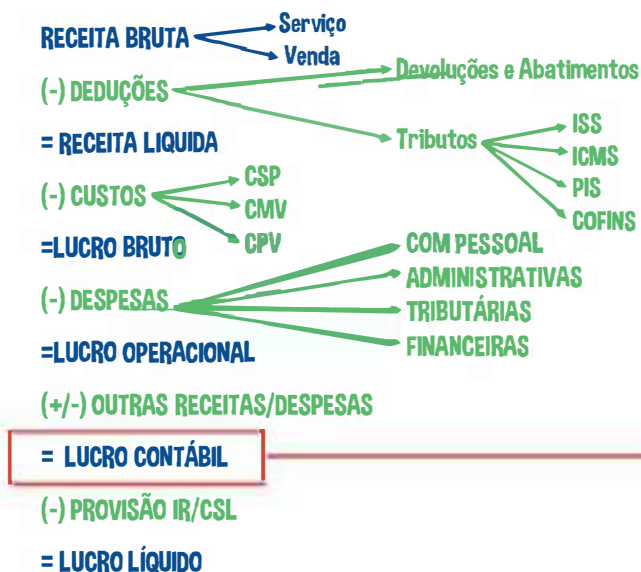 RECEITA BRUTA
Serviço
Venda
(-) DEDUÇÕES
Devoluções e Abatimentos
Tributos
ISS
ICMS
PIS
COFINS
= RECEITA LIQUIDA
(-) CUSTOS
CSP
CMV
CPV
=LUCRO BRUTO
(-) DESPESAS
COM PESSOAL
ADMINISTRATIVAS
TRIBUTÁRIAS
FINANCEIRAS
=LUCRO OPERACIONAL
(+/-) OUTRAS RECEITAS/DESPESAS
= LUCRO CONTÁBIL
(-) PROVISÃO IR/CSL
= LUCRO LÍQUIDO